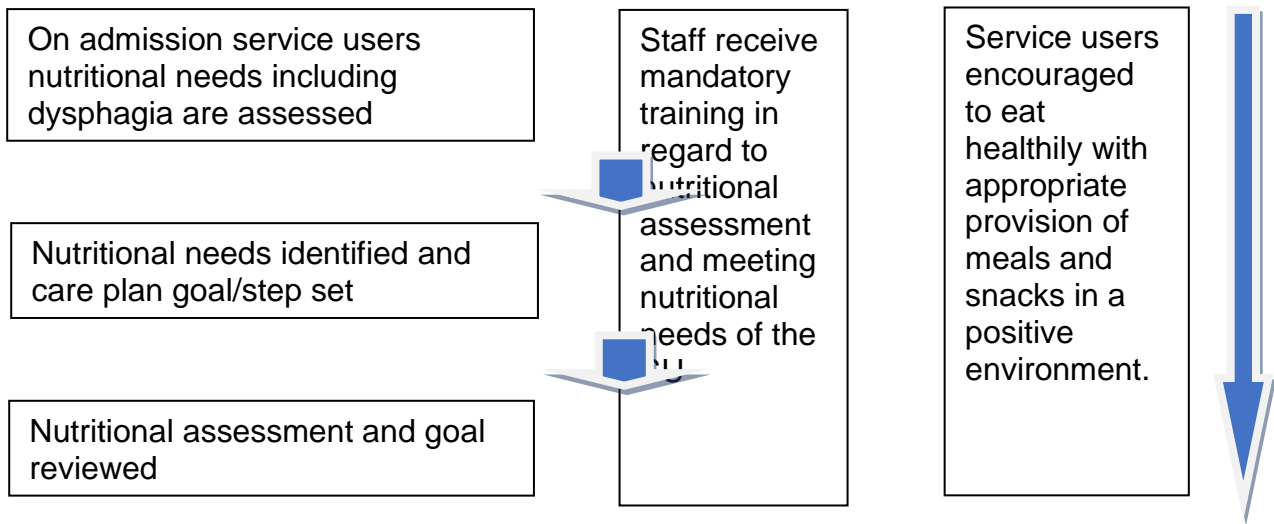 On admission service users
nutritional needs including
dysphagia are assessed
Nutritional needs identified and
care plan goal/step set
Nutritional assessment and goal
reviewed
Staff receive
mandatory
training in
regard to
nutritional
assessment
and meeting
nutritional
needs of the
Service users
encouraged
to eat
healthily with
appropriate
provision of
meals and
snacks in a
positive
environment.